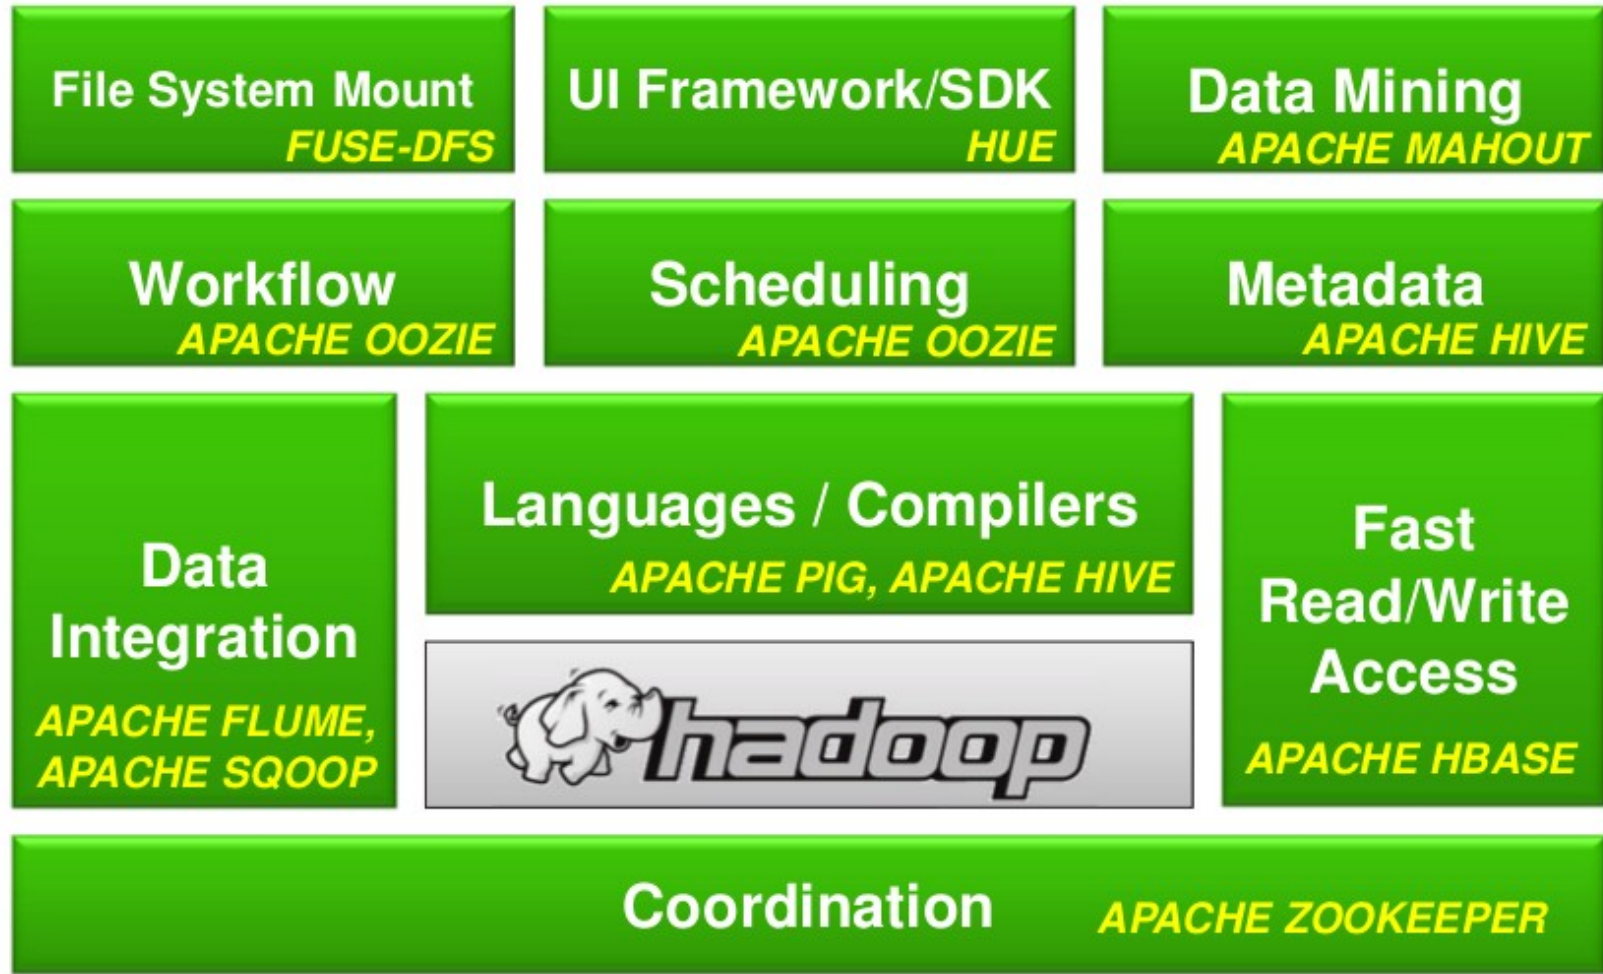 File System Mount
FUSE-DFS
UI Framework/SDK
HUE
Data Mining
APACHE MAHOUT
Workflow
APACHE OOZIE
Scheduling
APACHE OOZIE
Metadata
APACHE HIVE
Data
Integration
APACHE FLUME,
APACHE SQOOP
Languages / Compilers
APACHE PIG, APACHE HIVE
hadoop
Fast
Read/Write
Access
APACHE HBASE
Coordination
APACHE ZOOKEEPER